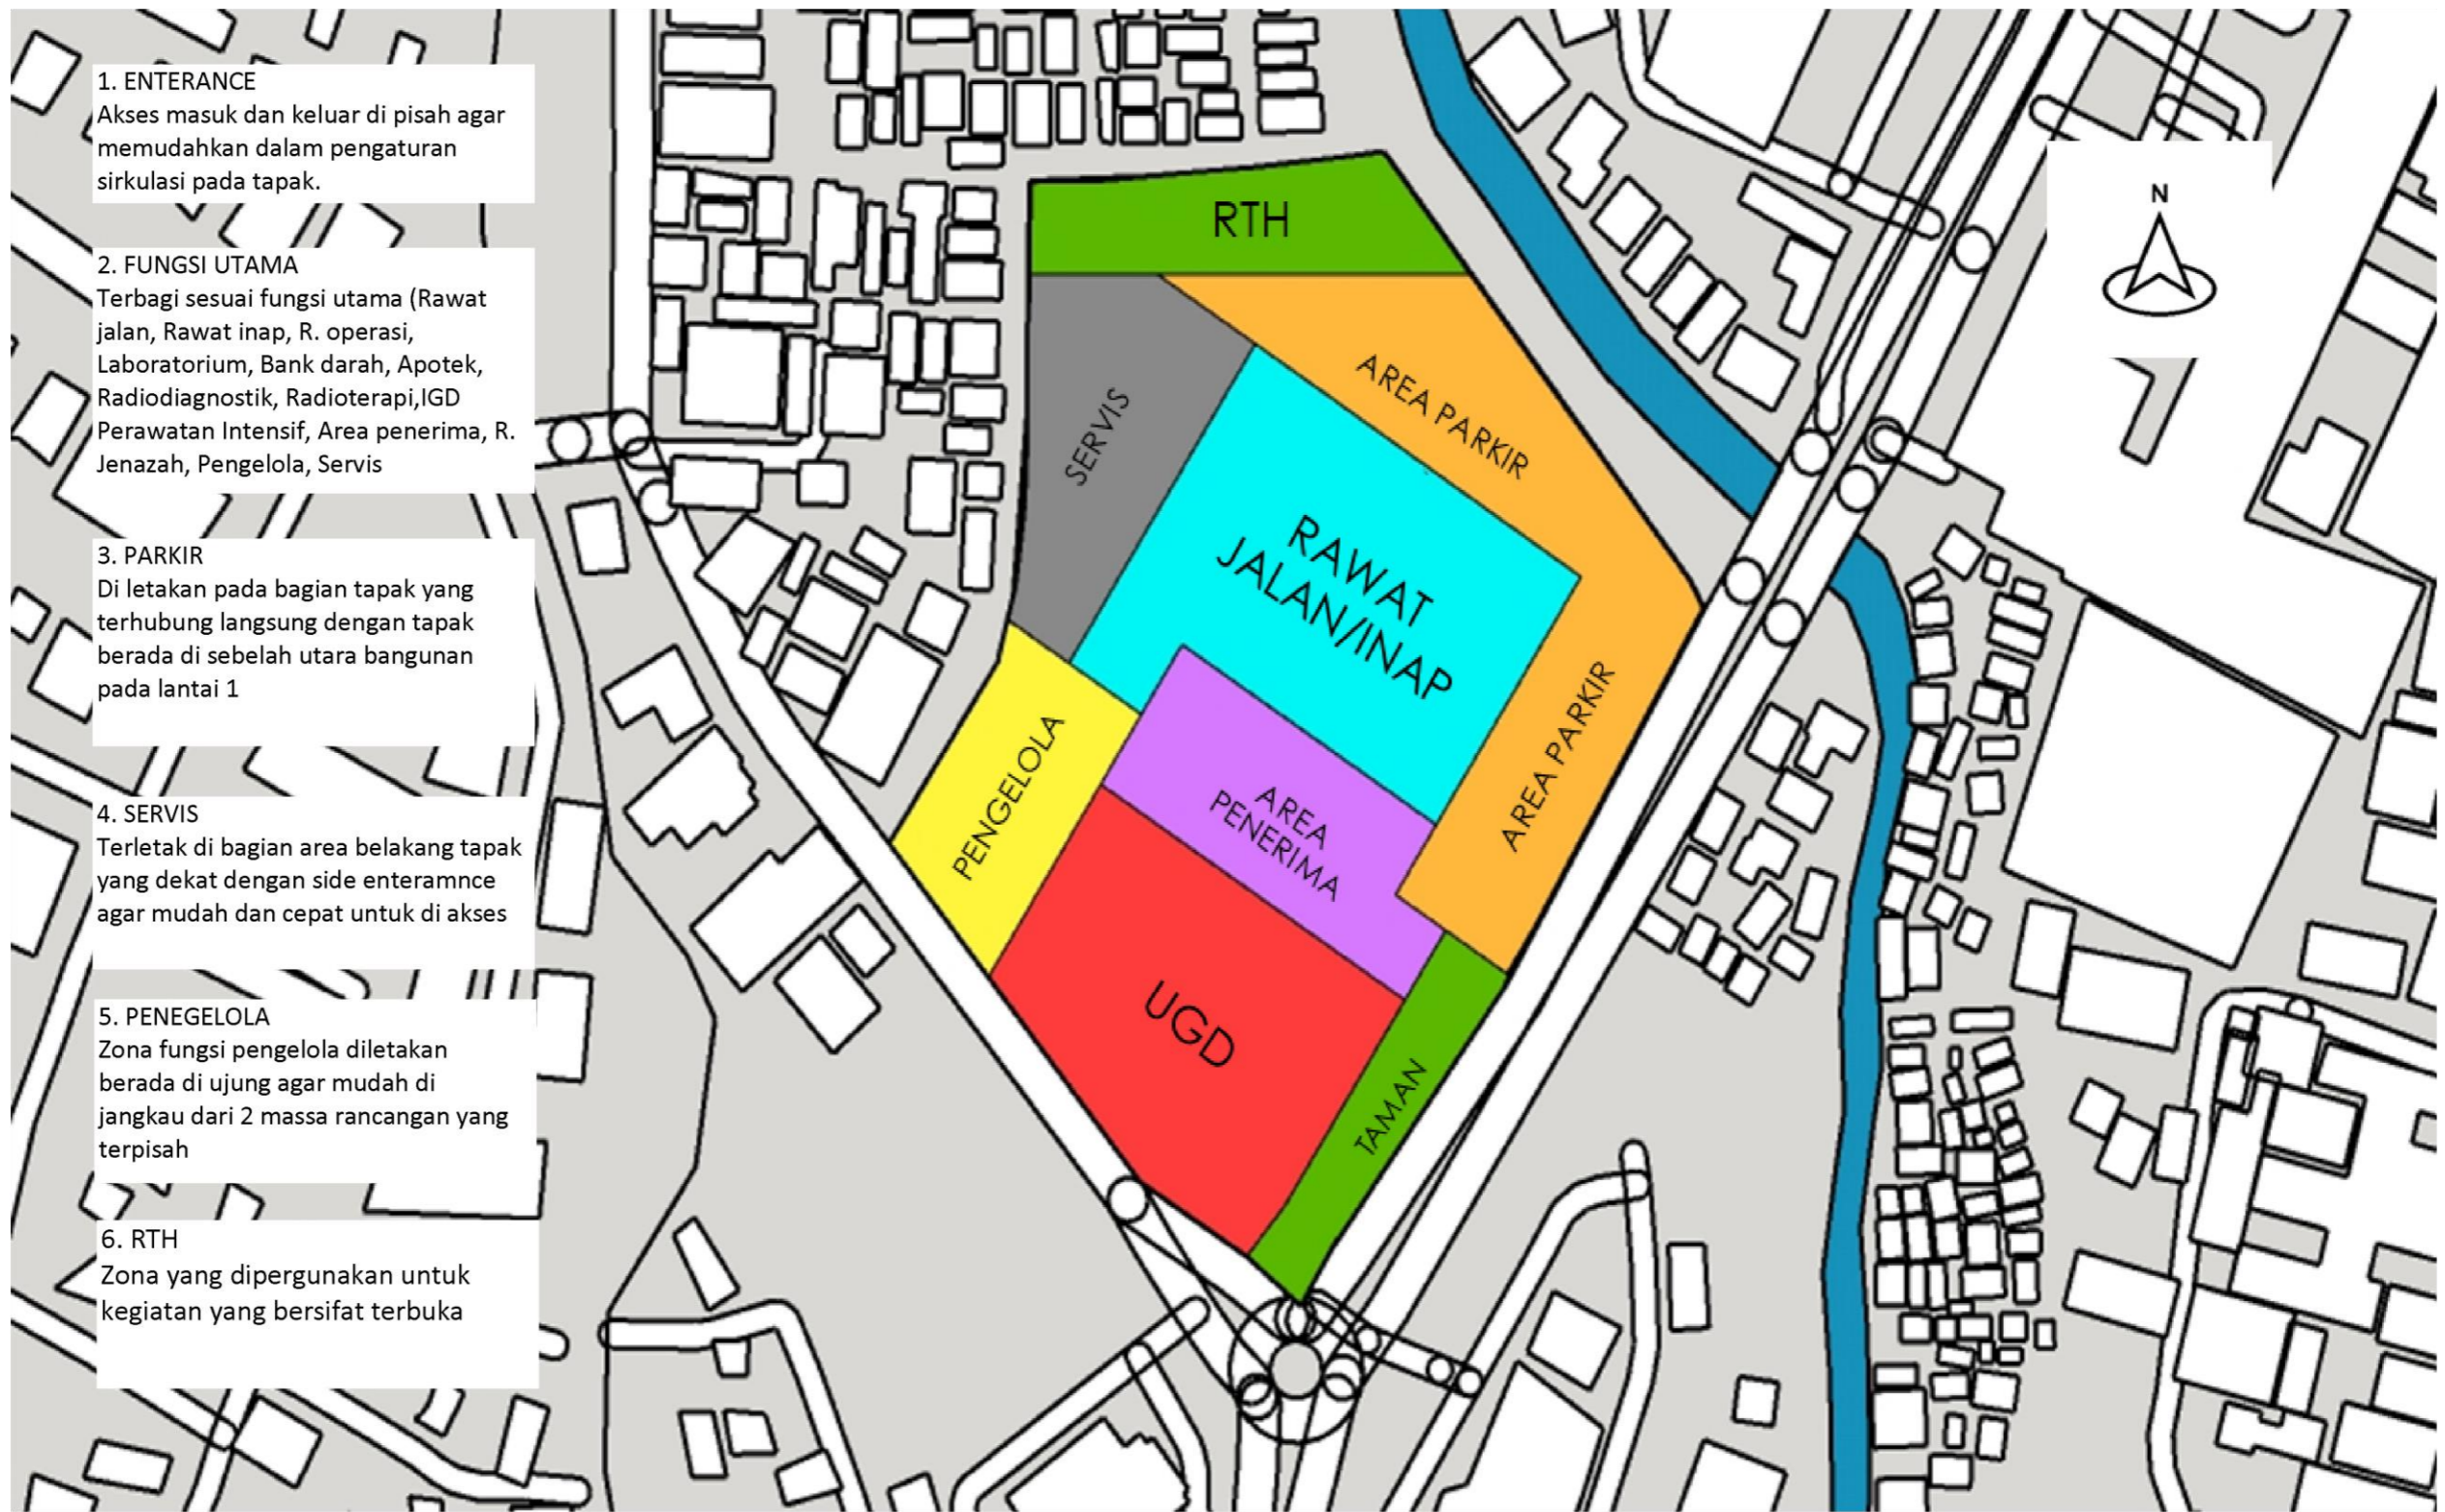 1. ENTERANCE
Akses masuk dan keluar di pisah agar
memudahkan dalam pengaturan
sirkulasi pada tapak.
2. FUNGSI UTAMA
Terbagi sesuai fungsi utama (Rawat
jalan, Rawat inap, R. operasi,
Laboratorium, Bank darah, Apotek,
Radiodiagnostik, Radioterapi,IGD
Perawatan Intensif, Area penerima, R.
Jenazah, Pengelola, Servis
3. PARKIR
Di letakan pada bagian tapak yang
terhubung langsung dengan tapak
berada di sebelah utara bangunan
pada lantai 1
4. SERVIS
Terletak di bagian area belakang tapak
yang dekat dengan side enteramnce
agar mudah dan cepat untuk di akses
5. PENEGELOLA
Zona fungsi pengelola diletakan
berada di ujung agar mudah di
jangkau dari 2 massa rancangan yang
terpisah
6. RTH
Zona yang dipergunakan untuk
kegiatan yang bersifat terbuka
RTH
SERVIS
AREA PARKIR
RAWAT
JALAN/INAP
AREA PARKIR
PENGELOLA
AREA
PENERIMA
UGD
TAMAN
N